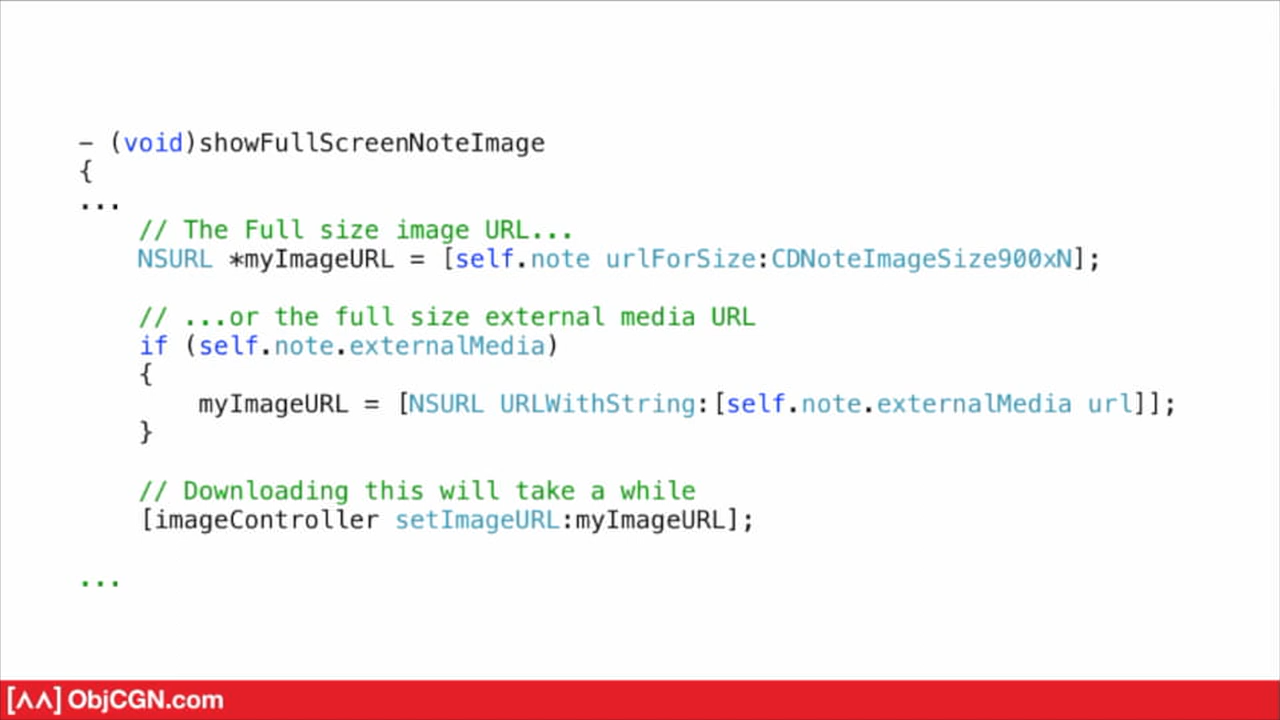 - (void)showFullScreenNoteImage
{
...
// The Full size image URL...
NSURL *myImageURL = [self.note urlForSize:CDNoteImageSize900xN];
// ...or the full size external media URL
if (self.note.externalMedia)
{
myImageURL = [NSURL URLWithString:[self.note.externalMedia url]];
}
// Downloading this will take a while
[imageController setImageURL:myImageURL];
...
[ʌʌ] ObjCGN.com